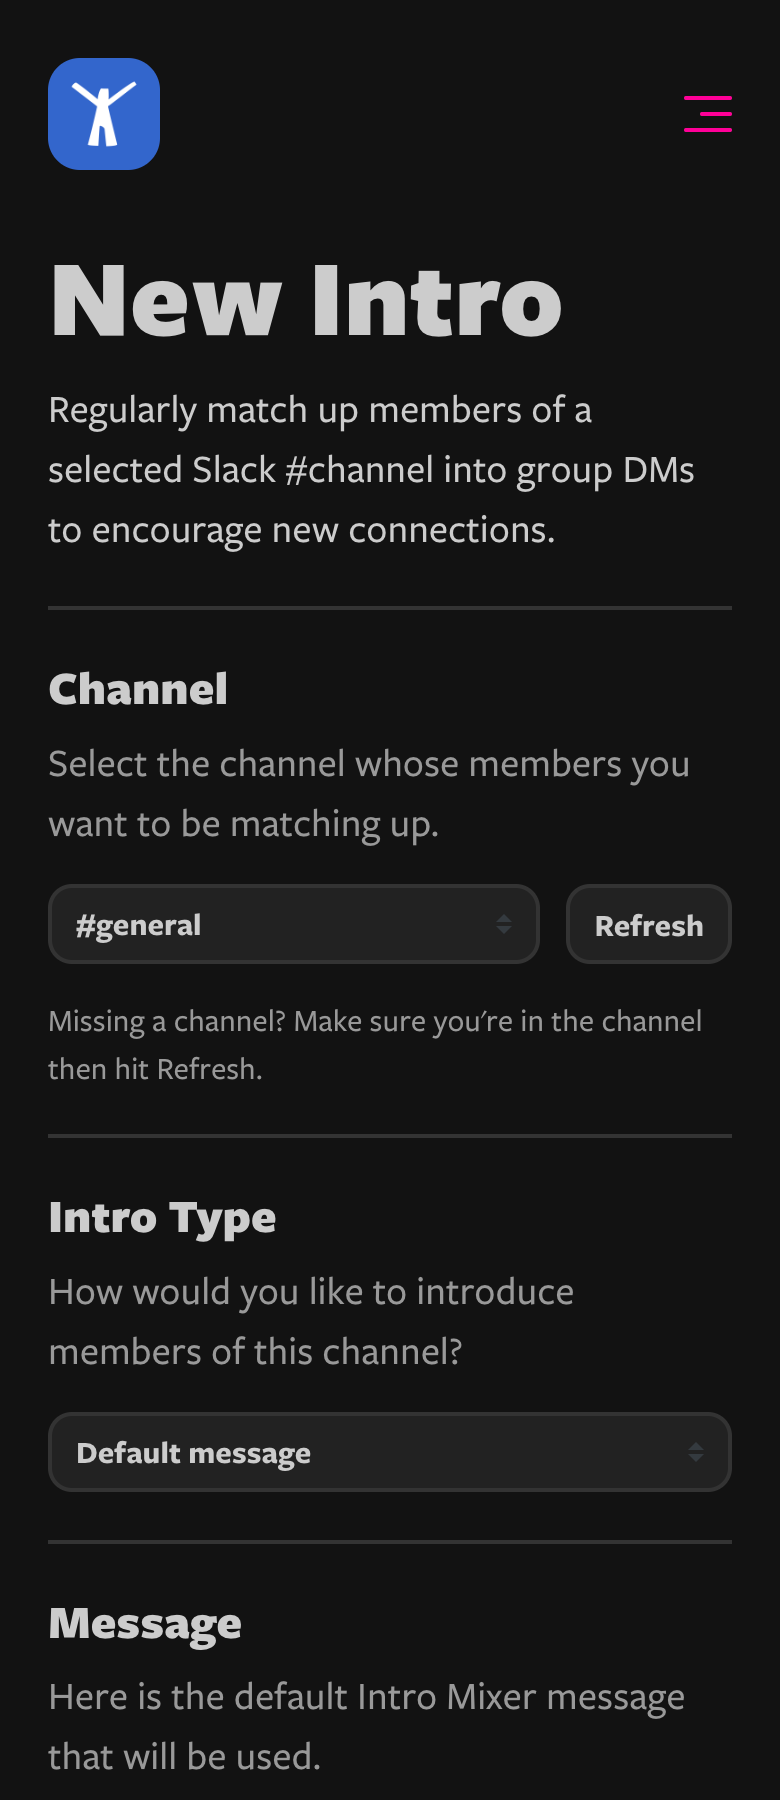 New Intro
Regularly match up members of a
selected Slack #channel into group DMs
to encourage new connections.
Channel
Select the channel whose members you
want to be matching up.
#general
Refresh
Missing a channel? Make sure you're in the channel
then hit Refresh.
Intro Type
How would you like to introduce
members of this channel?
Default message
Message
Here is the default Intro Mixer message
that will be used.